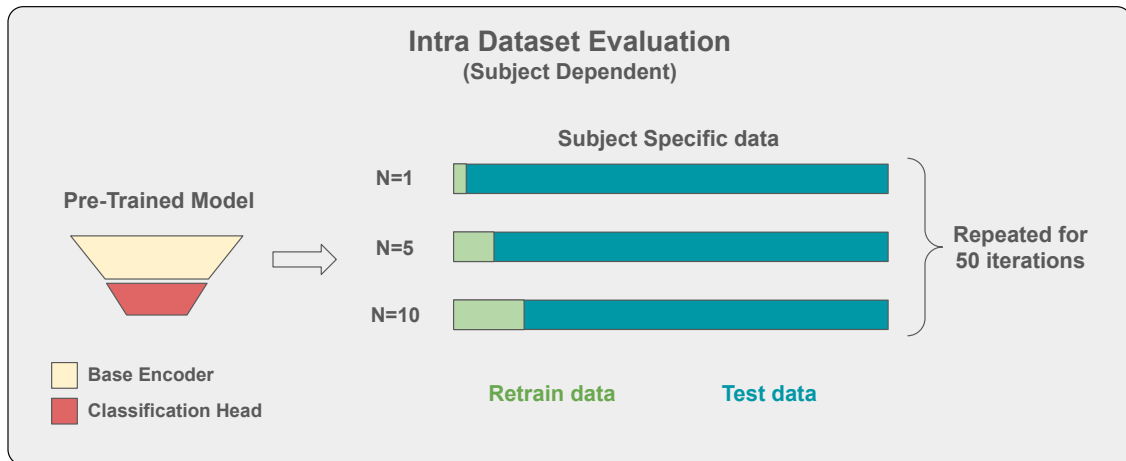 Intra Dataset Evaluation
(Subject Dependent)
Subject Specific data
N=1
Pre-Trained Model
N=5
Repeated for
50 iterations
N=10
Base Encoder
Classification Head
Retrain data
Test data